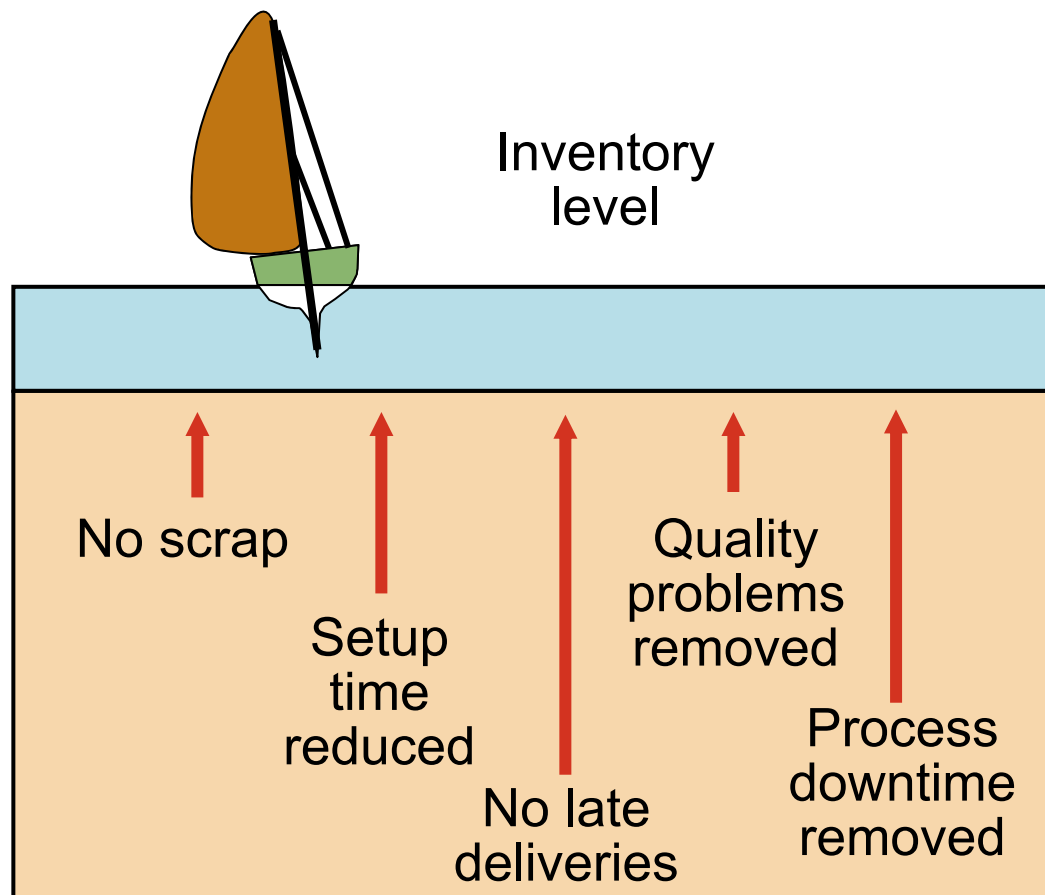 Inventory
level
No scrap
Setup
time
reduced
No late
deliveries
Quality
problems
removed
Process
downtime
removed